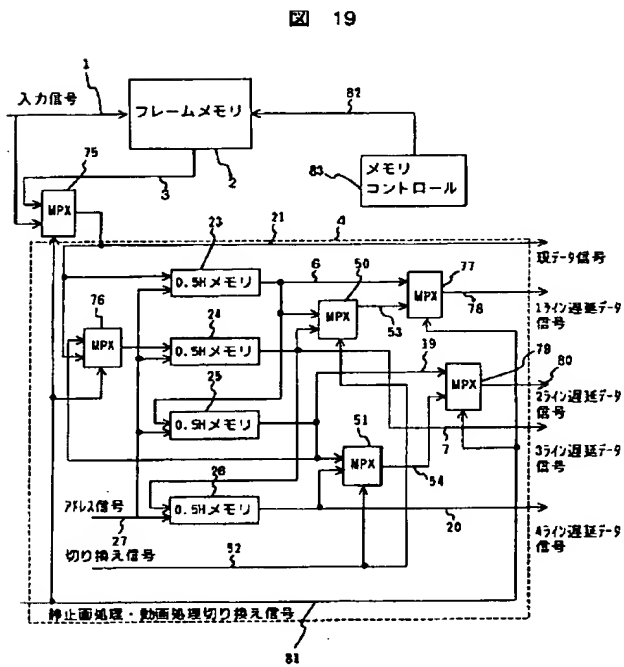 図 19
1
入力信号
フレームメモリ
82
75
3
2
83
メモリ
コントロール
MPX
23
21
4
現データ信号
0.5Hメモリ
6
50
77
MPX
78
1ライン遅延データ
信号
76
24
MPX
53
MPX
0.5Hメモリ
19
79
80
25
MPX
2ライン遅延データ
信号
0.5Hメモリ
51
7
3ライン遅延データ
信号
26
MPX
54
アドレス信号
0.5Hメモリ
20
4ライン遅延データ
信号
27
切り換え信号
52
静止画処理・動画処理切り換え信号
81